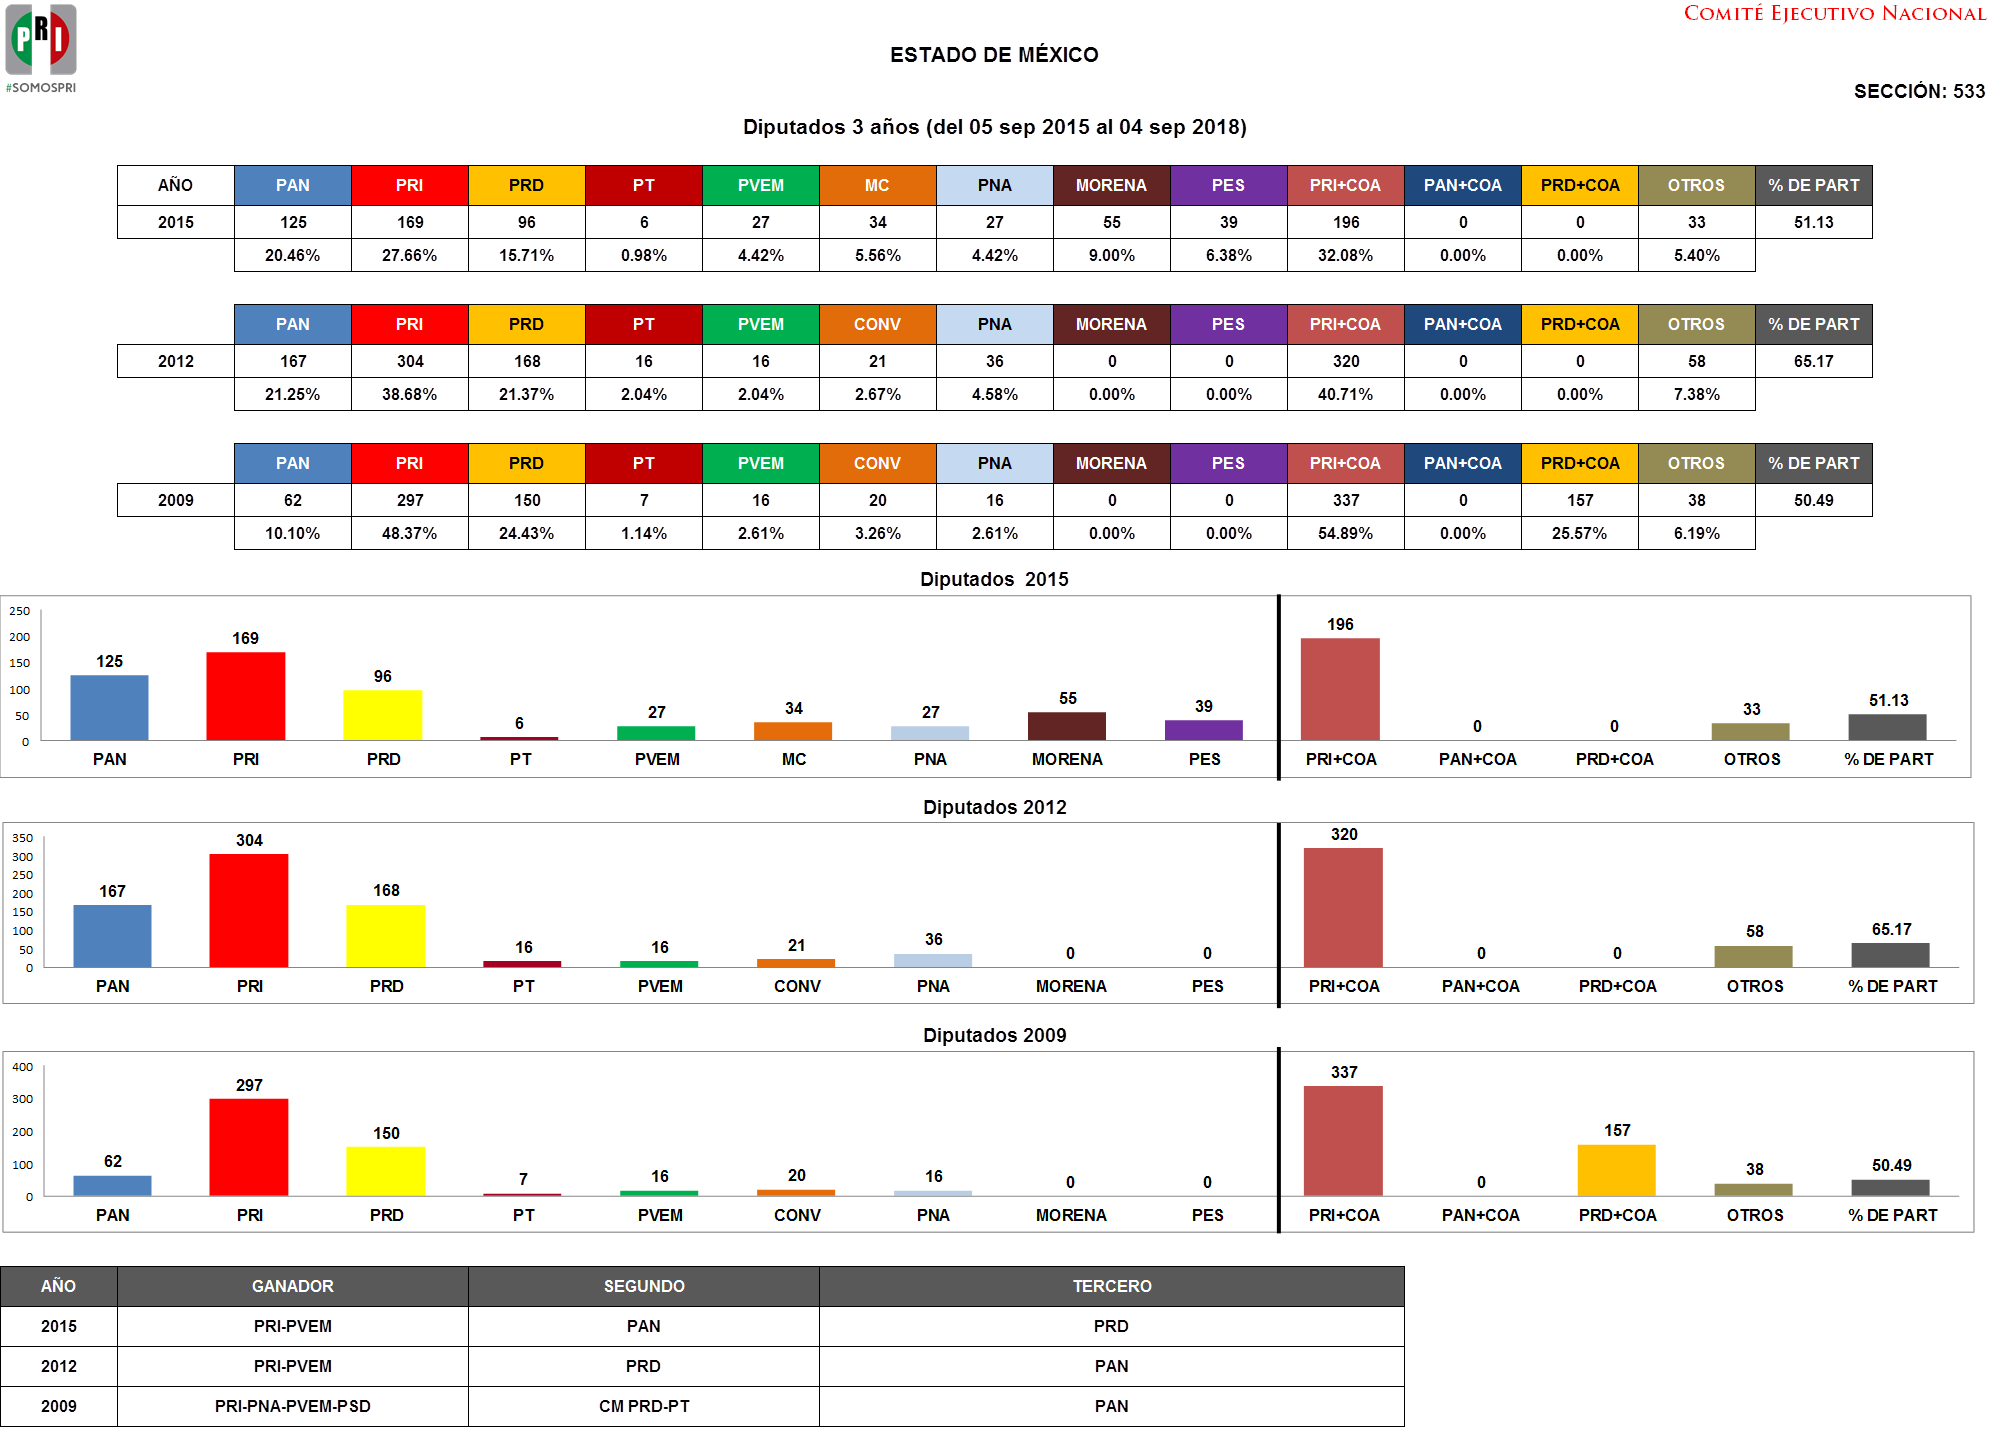 PRI
#SOMOSPRI
COMITÉ EJECUTIVO NACIONAL
ESTADO DE MÉXICO
SECCIÓN: 533
Diputados 3 años (del 05 sep 2015 al 04 sep 2018)
AÑO PAN PRI PRD PT PVEM MC PNA MORENA PES PRI+COA PAN+COA PRD+COA OTROS % DE PART
2015 125 169 96 6 27 34 27 55 39 196 0 0 33 51.13
20.46% 27.66% 15.71% 0.98% 4.42% 5.56% 4.42% 9.00% 6.38% 32.08% 0.00% 0.00% 5.40%
PAN PRI PRD PT PVEM CONV PNA MORENA PES PRI+COA PAN+COA PRD+COA OTROS % DE PART
2012 167 304 168 16 16 21 36 0 0 320 0 0 58 65.17
21.25% 38.68% 21.37% 2.04% 2.04% 2.67% 4.58% 0.00% 0.00% 40.71% 0.00% 0.00% 7.38%
PAN PRI PRD PT PVEM CONV PNA MORENA PES PRI+COA PAN+COA PRD+COA OTROS % DE PART
2009 62 297 150 7 16 20 16 0 0 337 0 157 38 50.49
10.10% 48.37% 24.43% 1.14% 2.61% 3.26% 2.61% 0.00% 0.00% 54.89% 0.00% 25.57% 6.19%
Diputados 2015
250
200
150
100
50
0
125 169 96 6 27 34 27 55 39 196 0 0 33 51.13
PAN PRI PRD PT PVEM MC PNA MORENA PES PRI+COA PAN+COA PRD+COA OTROS % DE PART
Diputados 2012
350
300
250
200
150
100
50
0
167 304 168 16 16 21 36 0 0 320 0 0 58 65.17
PAN PRI PRD PT PVEM CONV PNA MORENA PES PRI+COA PAN+COA PRD+COA OTROS % DE PART
Diputados 2009
400
300
200
100
0
62 297 150 7 16 20 16 0 0 337 0 157 38 50.49
PAN PRI PRD PT PVEM CONV PNA MORENA PES PRI+COA PAN+COA PRD+COA OTROS % DE PART
AÑO GANADOR SEGUNDO TERCERO
2015 PRI-PVEM PAN PRD
2012 PRI-PVEM PRD PAN
2009 PRI-PNA-PVEM-PSD CM PRD-PT PAN